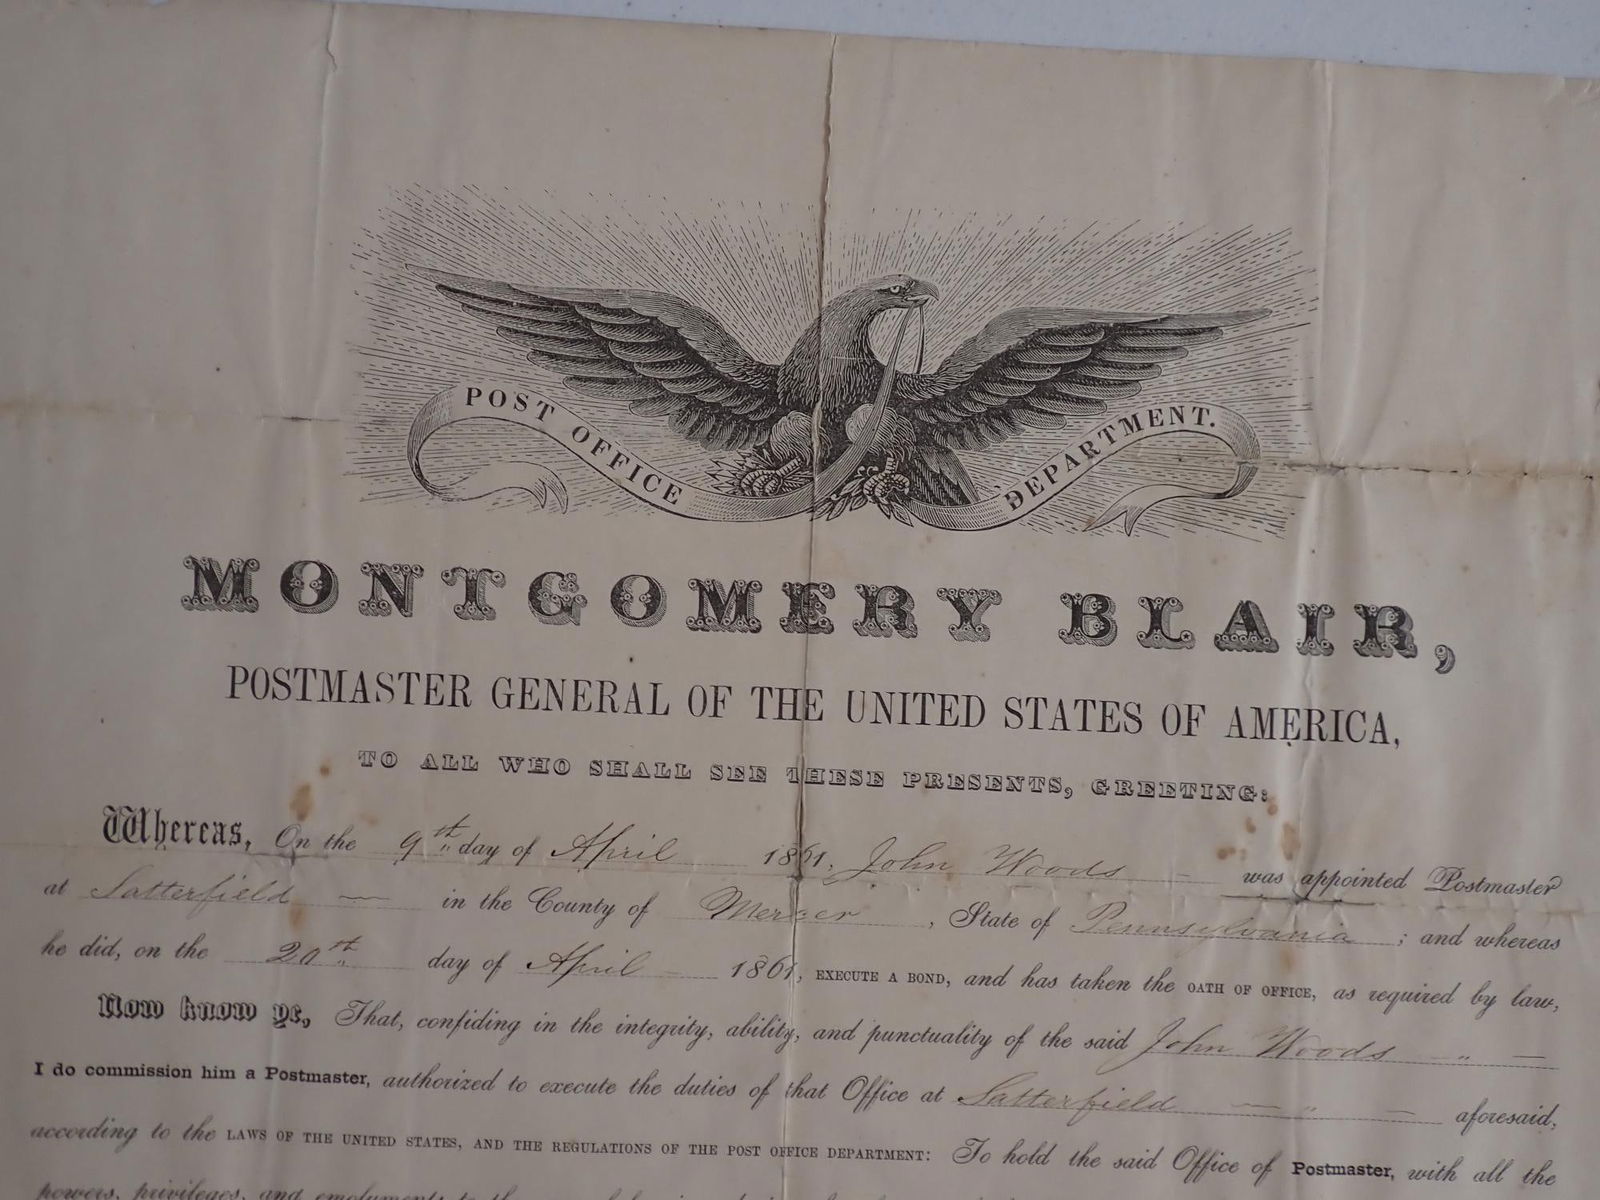 POST OFFICE DEPARTMENT.
MONTGOMERY BLAIR,
POSTMASTER GENERAL OF THE UNITED STATES OF AMERICA,
TO ALL WHO SHALL SEE THESE PRESENTS, GREETING:
Whereas, On the 9th day of April 1861, John Woods was appointed Postmaster
at Satterfield in the County of Mercer, State of Pennsylvania; and whereas
he did, on the 20th day of April 1861, EXECUTE A BOND, and has taken the OATH OF OFFICE, as required by law,
Now know ye, That, confiding in the integrity, ability, and punctuality of the said John Woods
I do commission him a Postmaster, authorized to execute the duties of that Office at Satterfield aforesaid,
according to the LAWS OF THE UNITED STATES, AND THE REGULATIONS OF THE POST OFFICE DEPARTMENT: To hold the said Office of Postmaster, with all the
powers, privileges, and emoluments to the